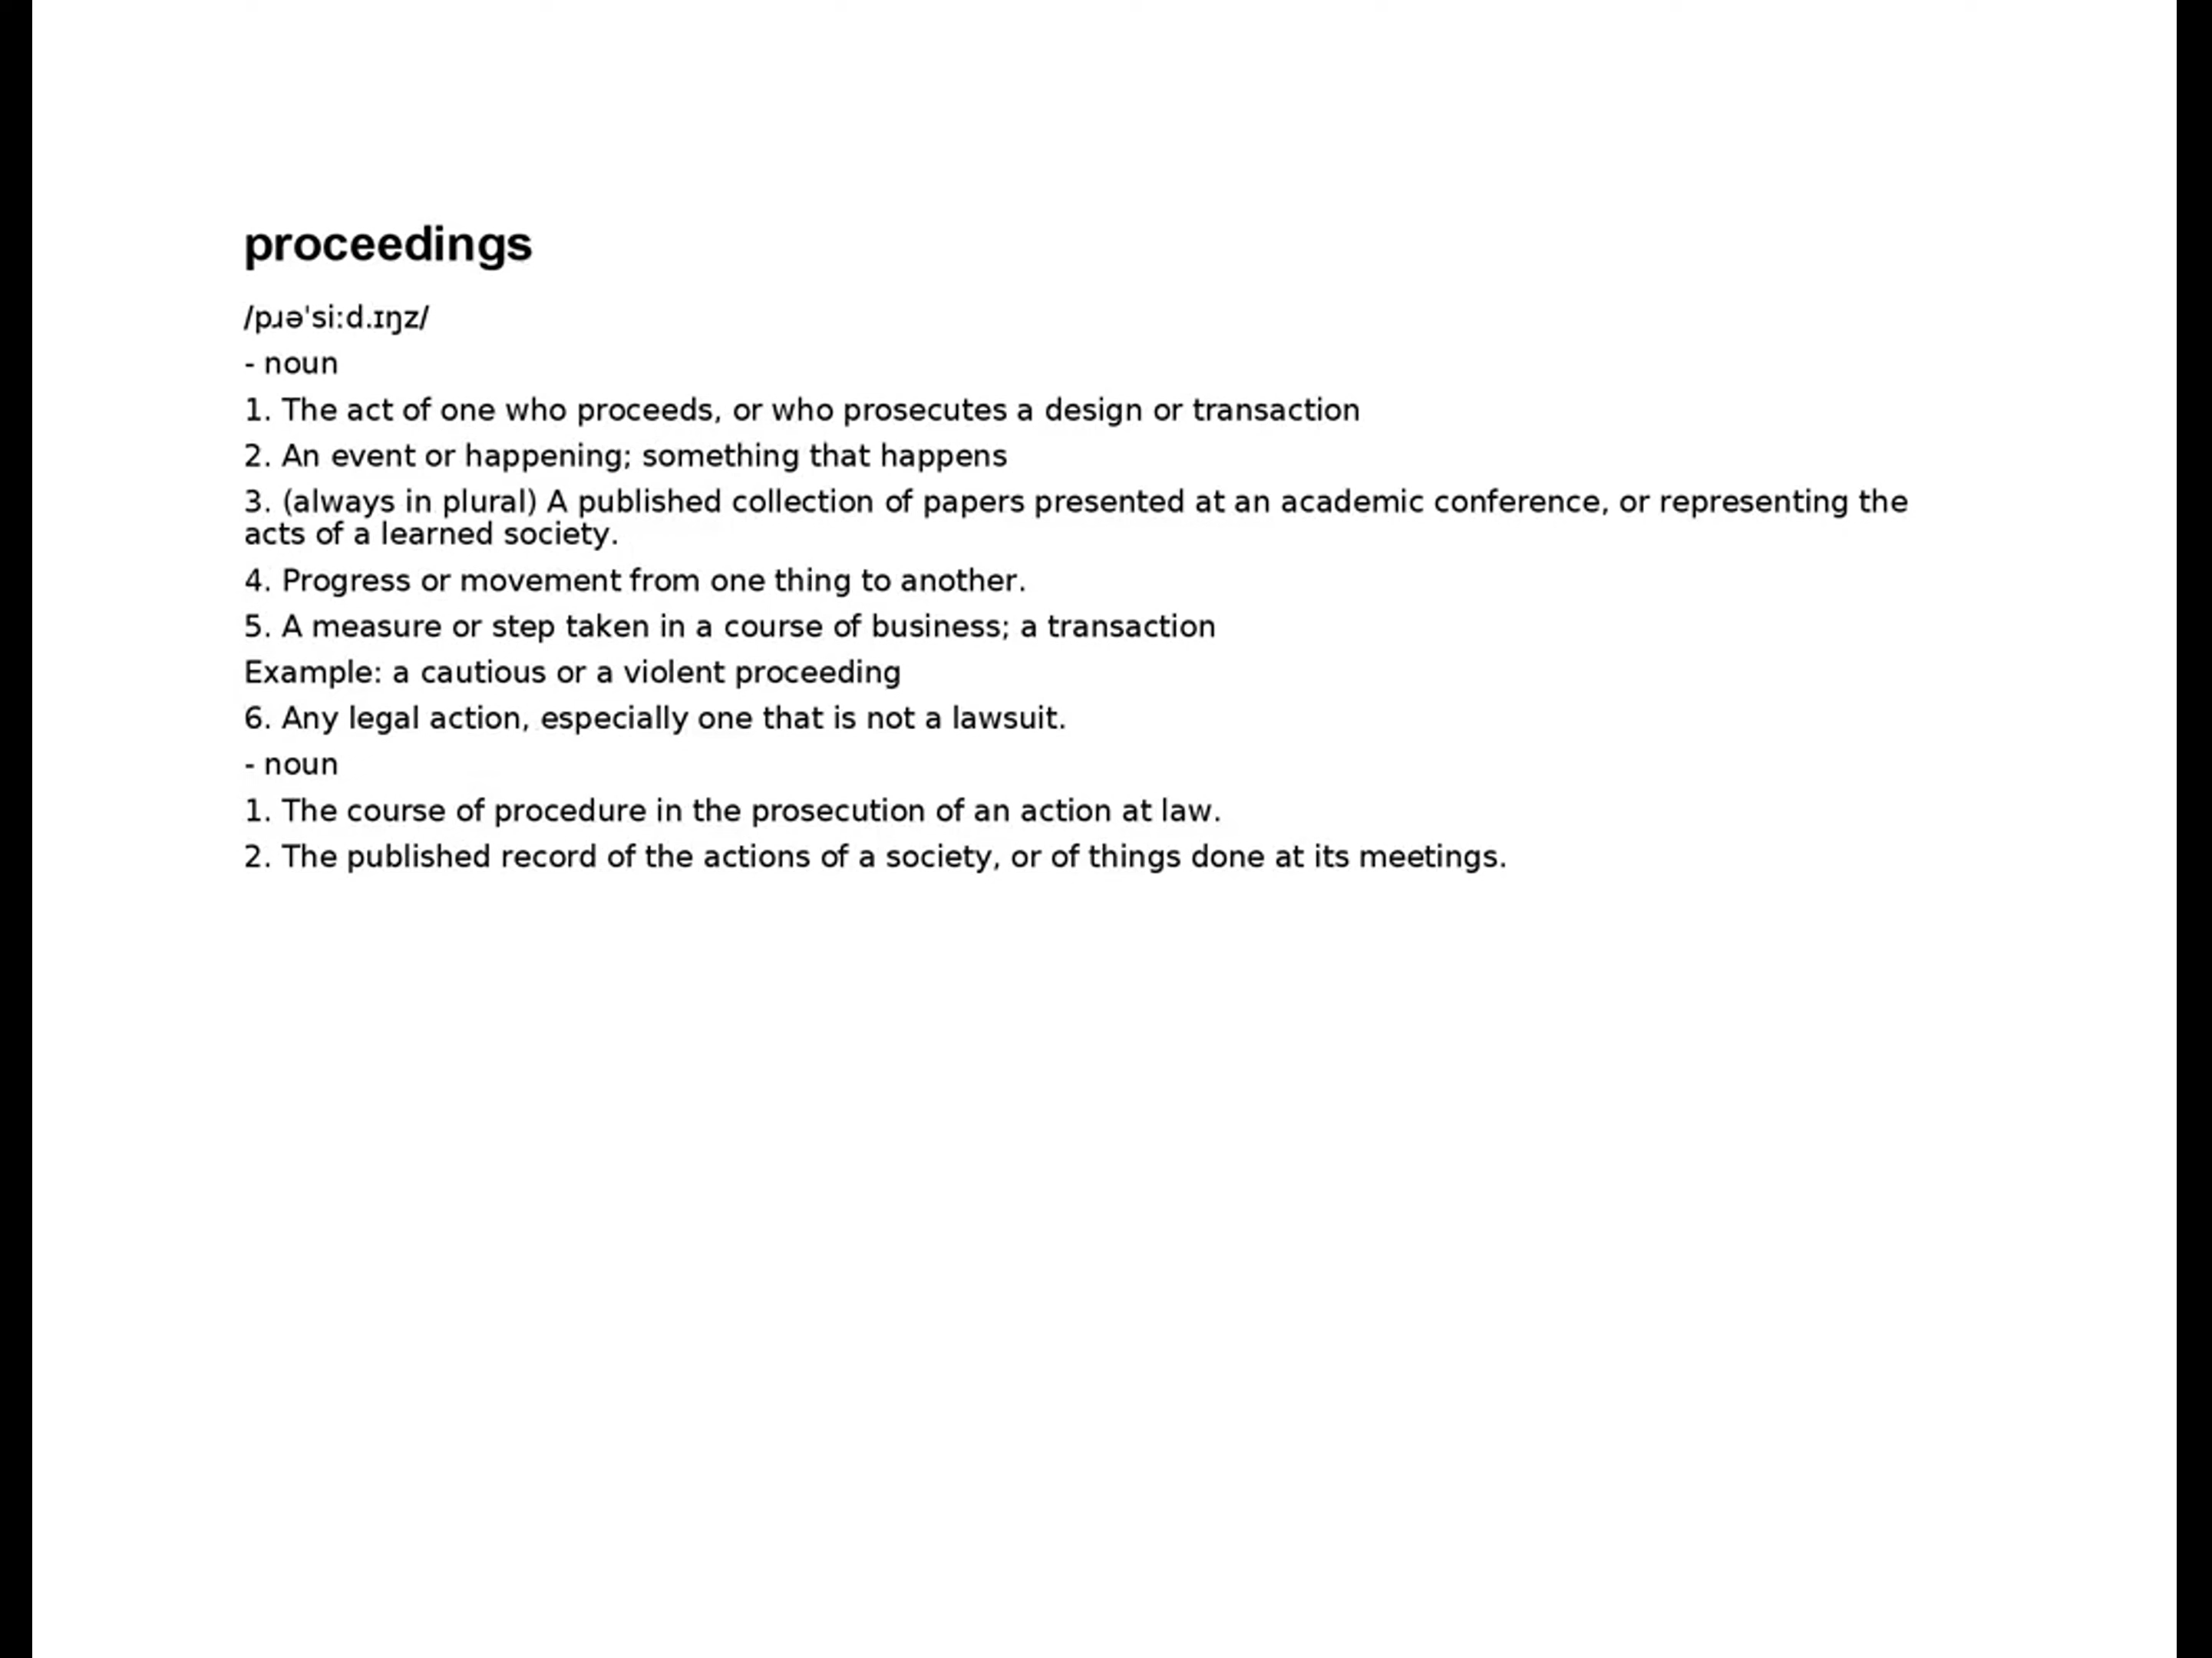 proceedings
/pɹəˈsiːd.ɪŋz/
- noun
1. The act of one who proceeds, or who prosecutes a design or transaction
2. An event or happening; something that happens
3. (always in plural) A published collection of papers presented at an academic conference, or representing the
acts of a learned society.
4. Progress or movement from one thing to another.
5. A measure or step taken in a course of business; a transaction
Example: a cautious or a violent proceeding
6. Any legal action, especially one that is not a lawsuit.
- noun
1. The course of procedure in the prosecution of an action at law.
2. The published record of the actions of a society, or of things done at its meetings.